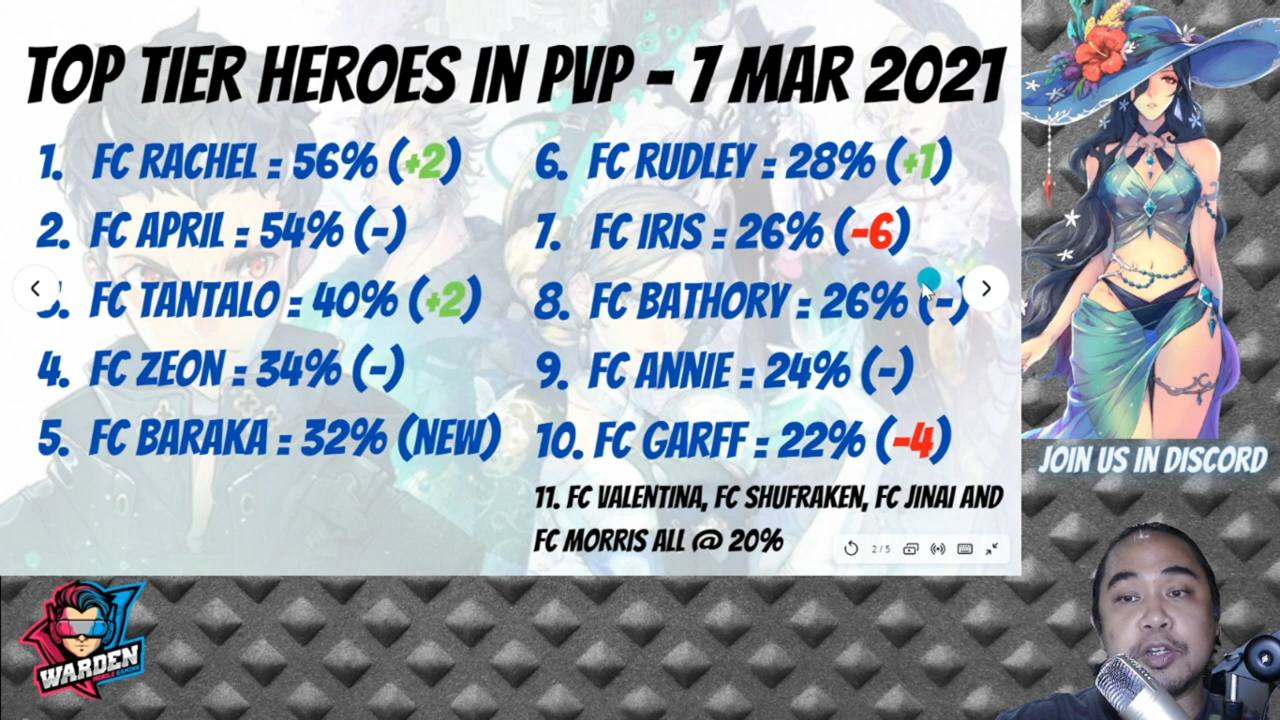 TOP TIER HEROES IN PVP - 7 MAR 2021
1. FC RACHEL = 56% (+2)
2. FC APRIL = 54% (-)
3. FC TANTALO = 40% (+2)
4. FC ZEON = 34% (-)
5. FC BARAKA = 32% (NEW)
6. FC RUDLEY = 28% (+1)
7. FC IRIS = 26% (-6)
8. FC BATHORY = 26% (-)
9. FC ANNIE = 24% (-)
10. FC GARFF = 22% (-4)
11. FC VALENTINA, FC SHUFRAKEN, FC JINAI AND
FC MORRIS ALL @ 20%
2/5
JOIN US IN DISCORD
WARDEN
MOBILE GAMING